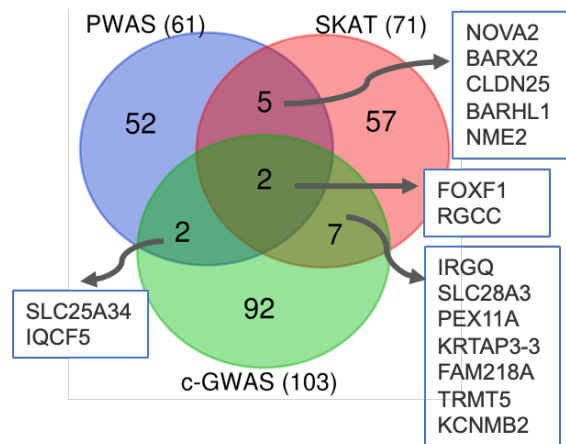 PWAS (61)
SKAT (71)
NOVA2
BARX2
CLDN25
BARHL1
NME2
52
5
57
2
FOXF1
RGCC
2
7
IRGQ
SLC28A3
PEX11A
KRTAP3-3
FAM218A
TRMT5
KCNMB2
SLC25A34
IQCF5
92
c-GWAS (103)